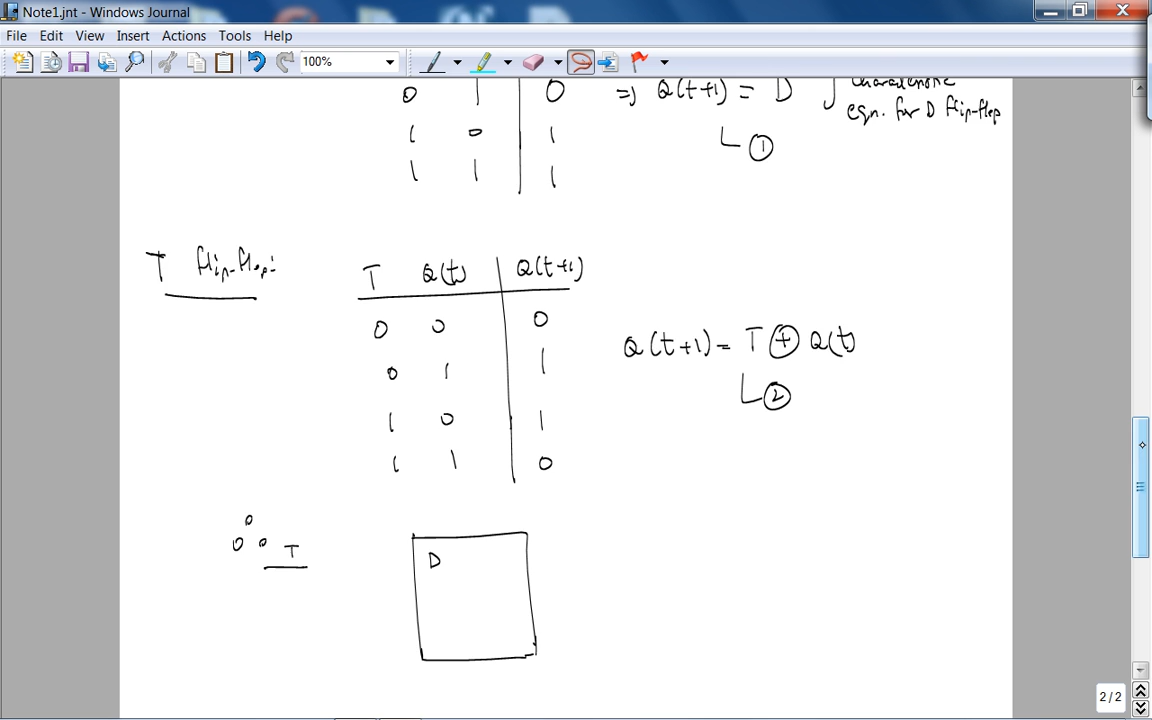 Note1.jnt - Windows Journal
File Edit View Insert Actions Tools Help
100%
0 1 0 ⇒ Q(t+1) = D
eqn. for D flip-flop
1 0 1
L ①
1 1 1
T flip-flop:
T Q(t) Q(t+1)
0 0 0
0 1 1
1 0 1
1 1 0
Q(t+1) = T ⊕ Q(t)
L ②
∴ T
D
2 / 2